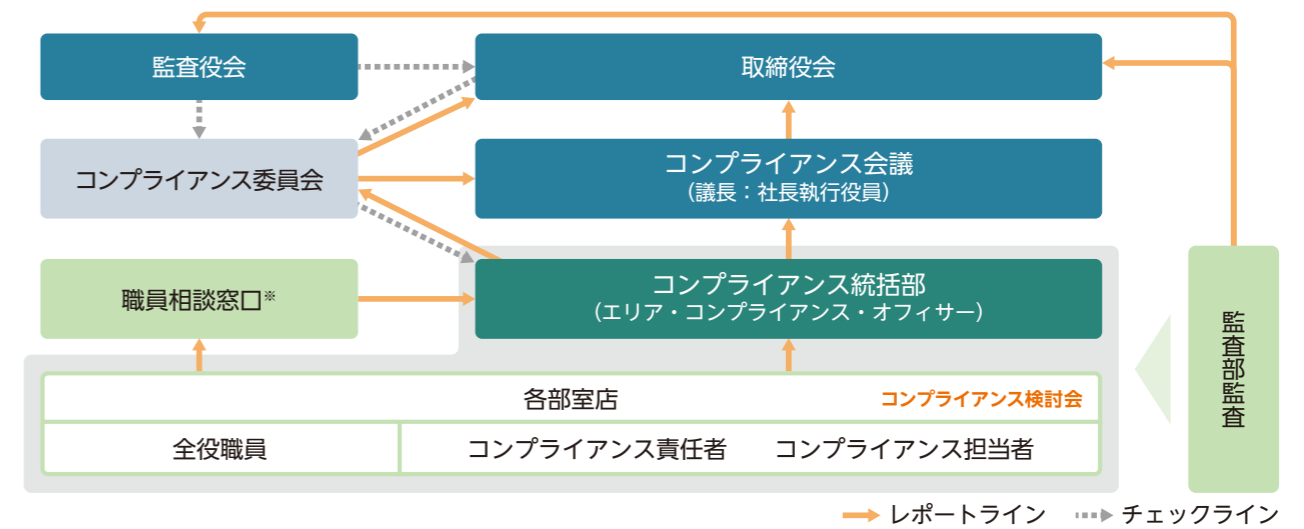 監査役会
取締役会
コンプライアンス委員会
コンプライアンス会議
（議長：社長執行役員）
職員相談窓口※
コンプライアンス統括部
（エリア・コンプライアンス・オフィサー）
監査部監査
各部室店
コンプライアンス検討会
全役職員
コンプライアンス責任者
コンプライアンス担当者
レポートライン
チェックライン